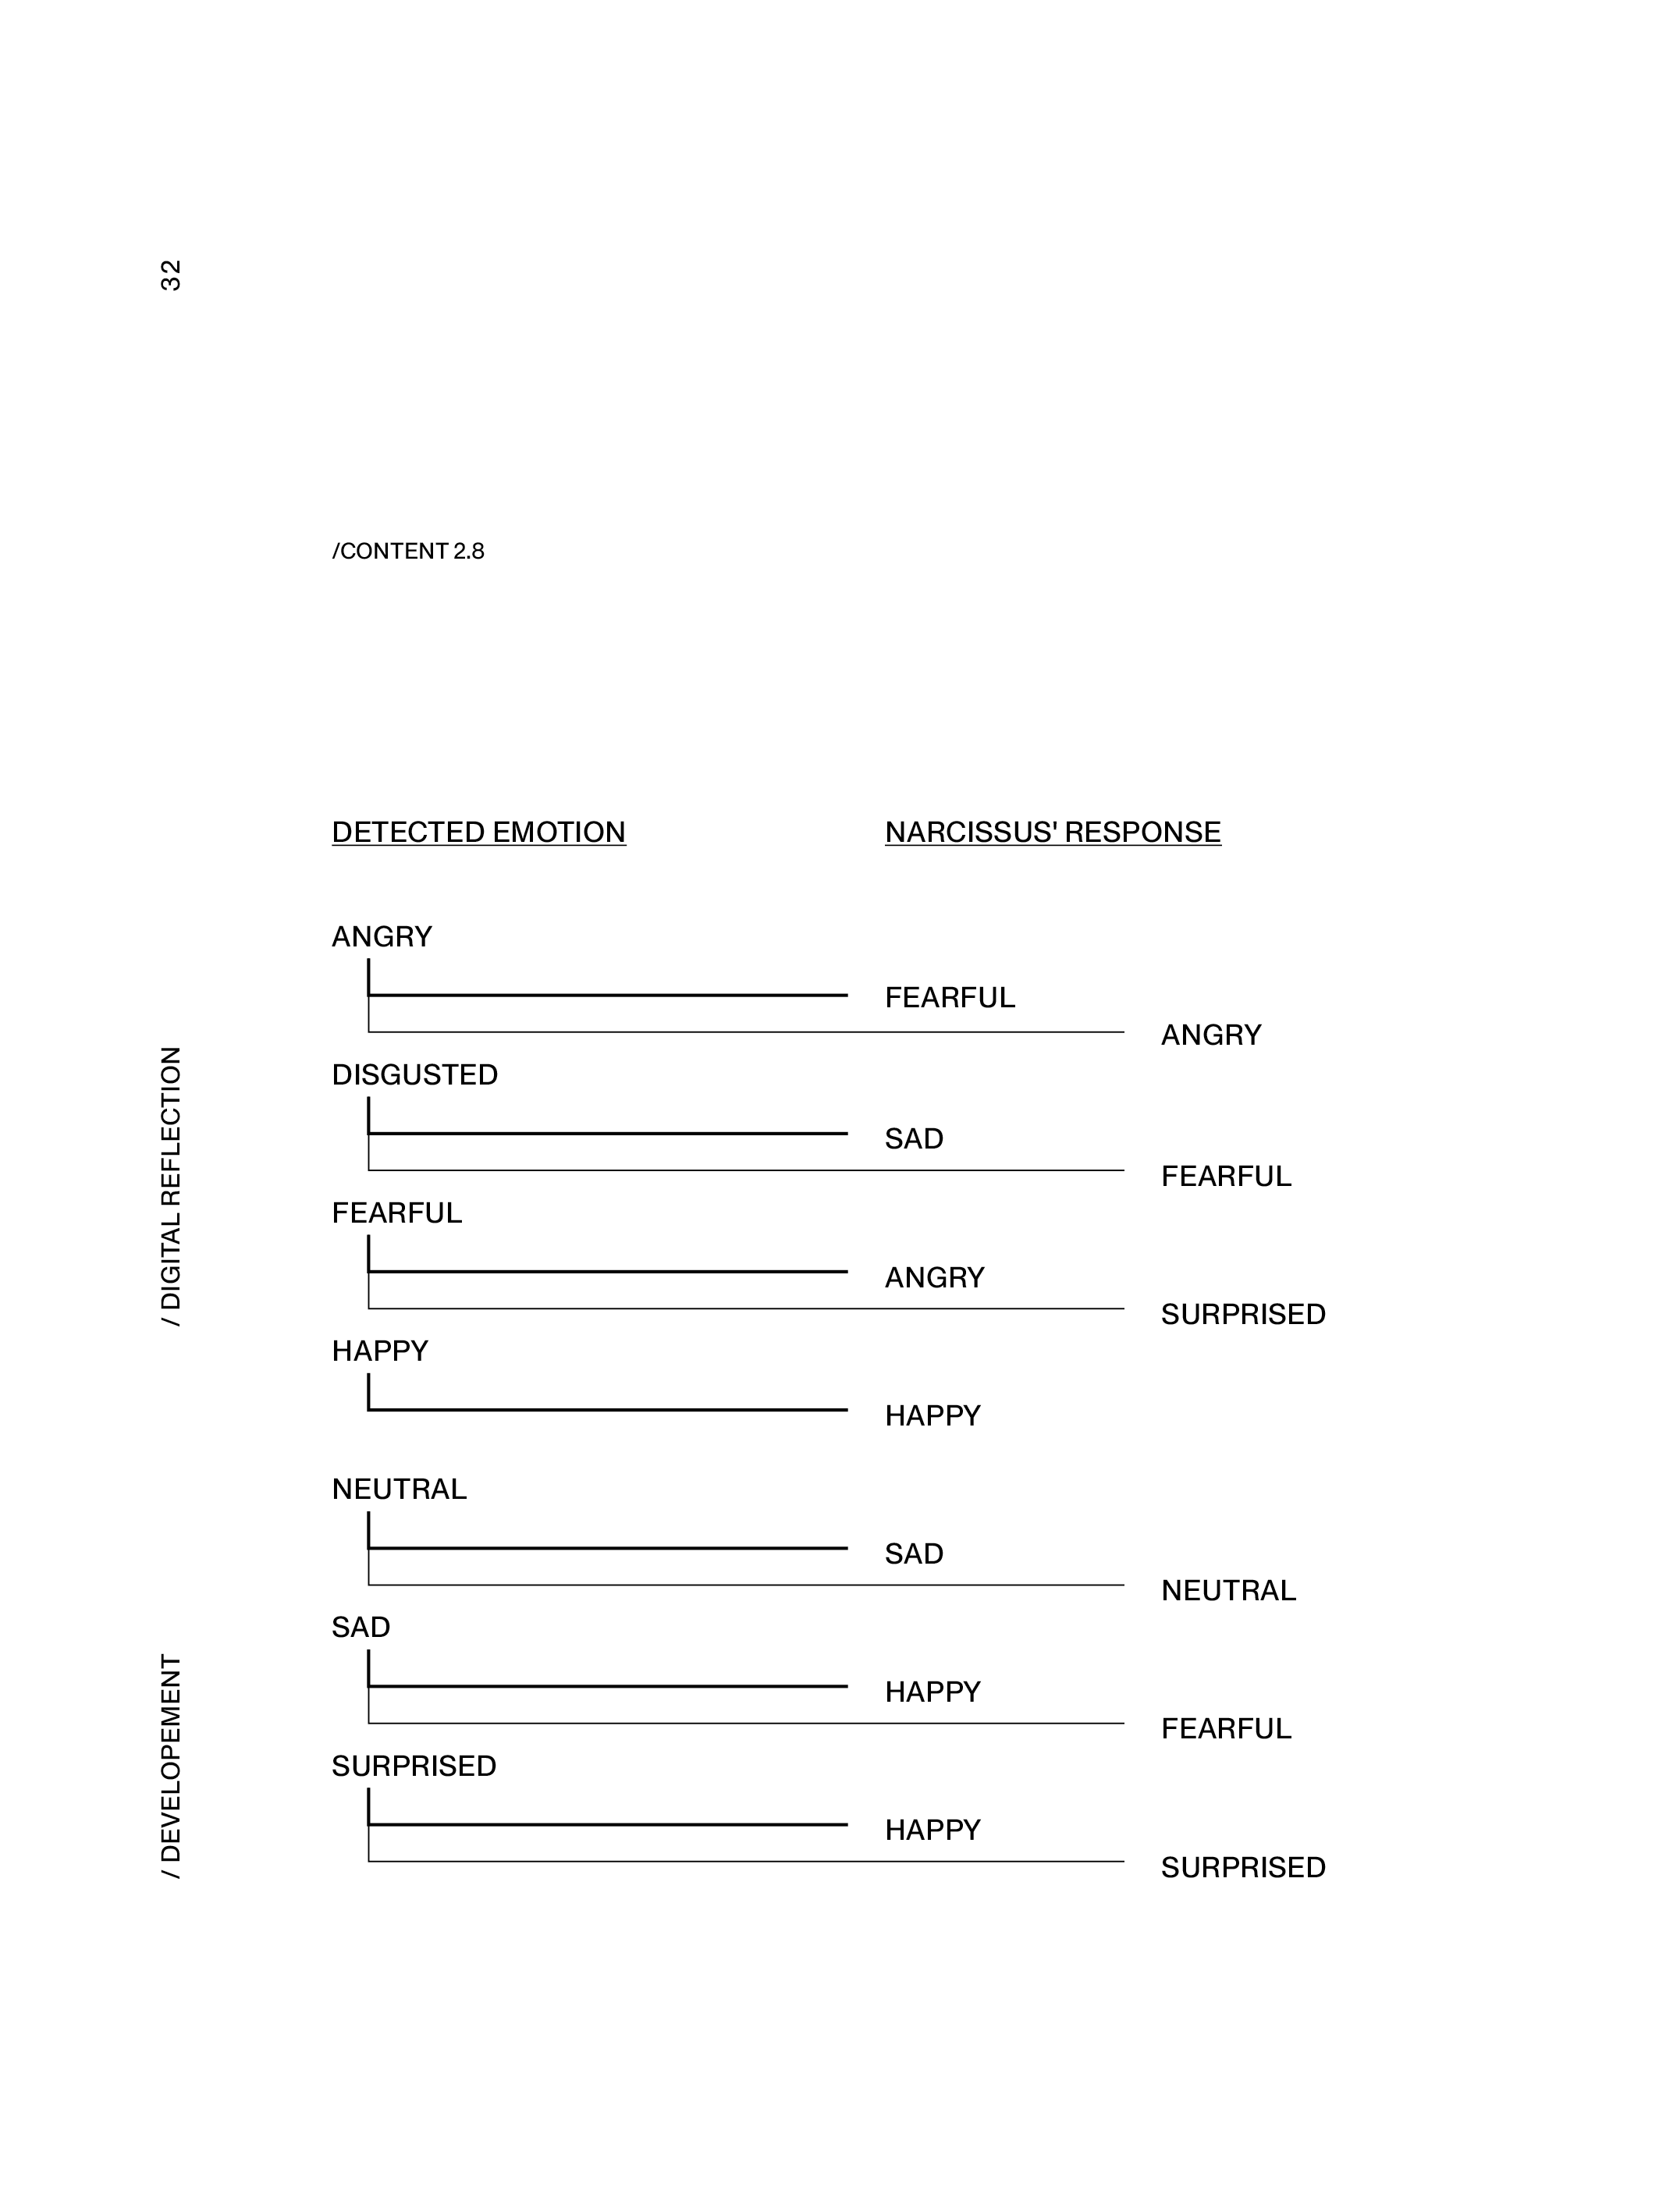 32
/CONTENT 2.8
DETECTED EMOTION
NARCISSUS' RESPONSE
ANGRY
FEARFUL
ANGRY
DISGUSTED
SAD
FEARFUL
FEARFUL
ANGRY
SURPRISED
HAPPY
HAPPY
NEUTRAL
SAD
NEUTRAL
SAD
HAPPY
FEARFUL
SURPRISED
HAPPY
SURPRISED
/ DIGITAL REFLECTION
/ DEVELOPEMENT